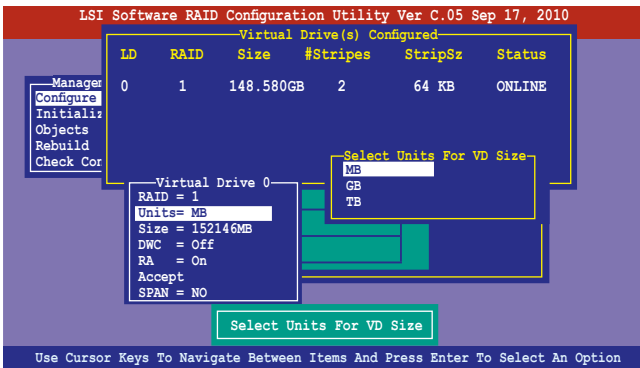 LSI Software RAID Configuration Utility Ver C.05 Sep 17, 2010
Virtual Drive(s) Configured
LD RAID Size #Stripes StripSz Status
0 1 148.580GB 2 64 KB ONLINE
Managem
Configure
Initializ
Objects
Rebuild
Check Con
Select Units For VD Size
MB
GB
TB
Virtual Drive 0
RAID = 1
Units= MB
Size = 152146MB
DWC = Off
RA = On
Accept
SPAN = NO
Select Units For VD Size
Use Cursor Keys To Navigate Between Items And Press Enter To Select An Option